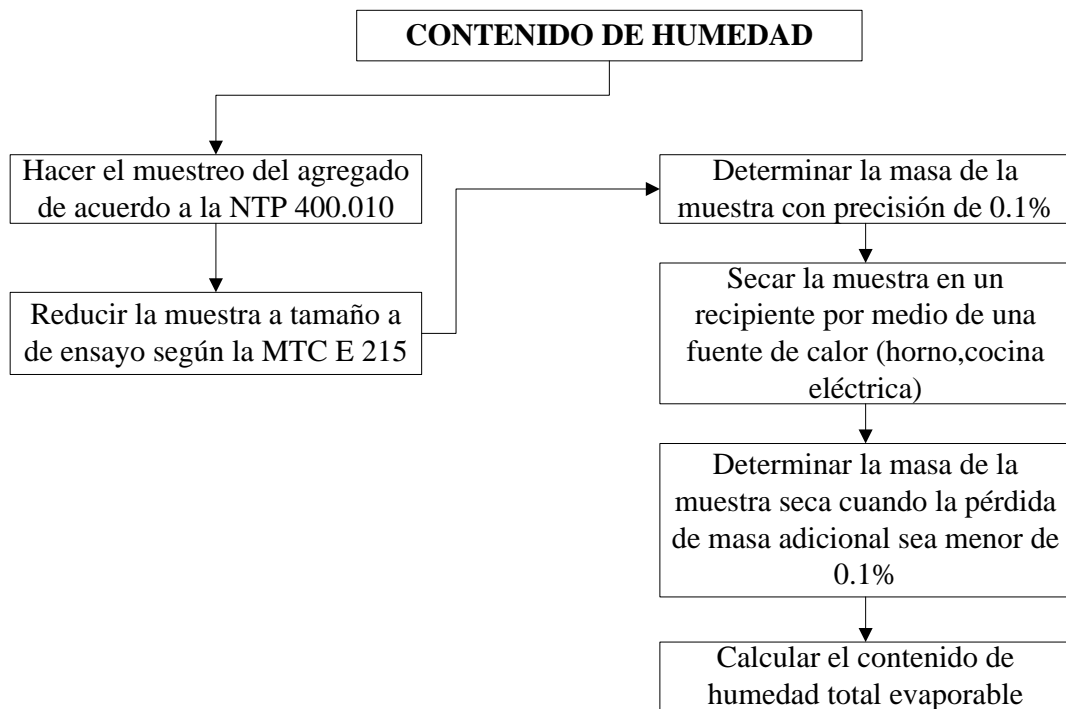 CONTENIDO DE HUMEDAD
Hacer el muestreo del agregado
de acuerdo a la NTP 400.010
Reducir la muestra a tamaño a
de ensayo según la MTC E 215
Determinar la masa de la
muestra con precisión de 0.1%
Secar la muestra en un
recipiente por medio de una
fuente de calor (horno,cocina
eléctrica)
Determinar la masa de la
muestra seca cuando la pérdida
de masa adicional sea menor de
0.1%
Calcular el contenido de
humedad total evaporable